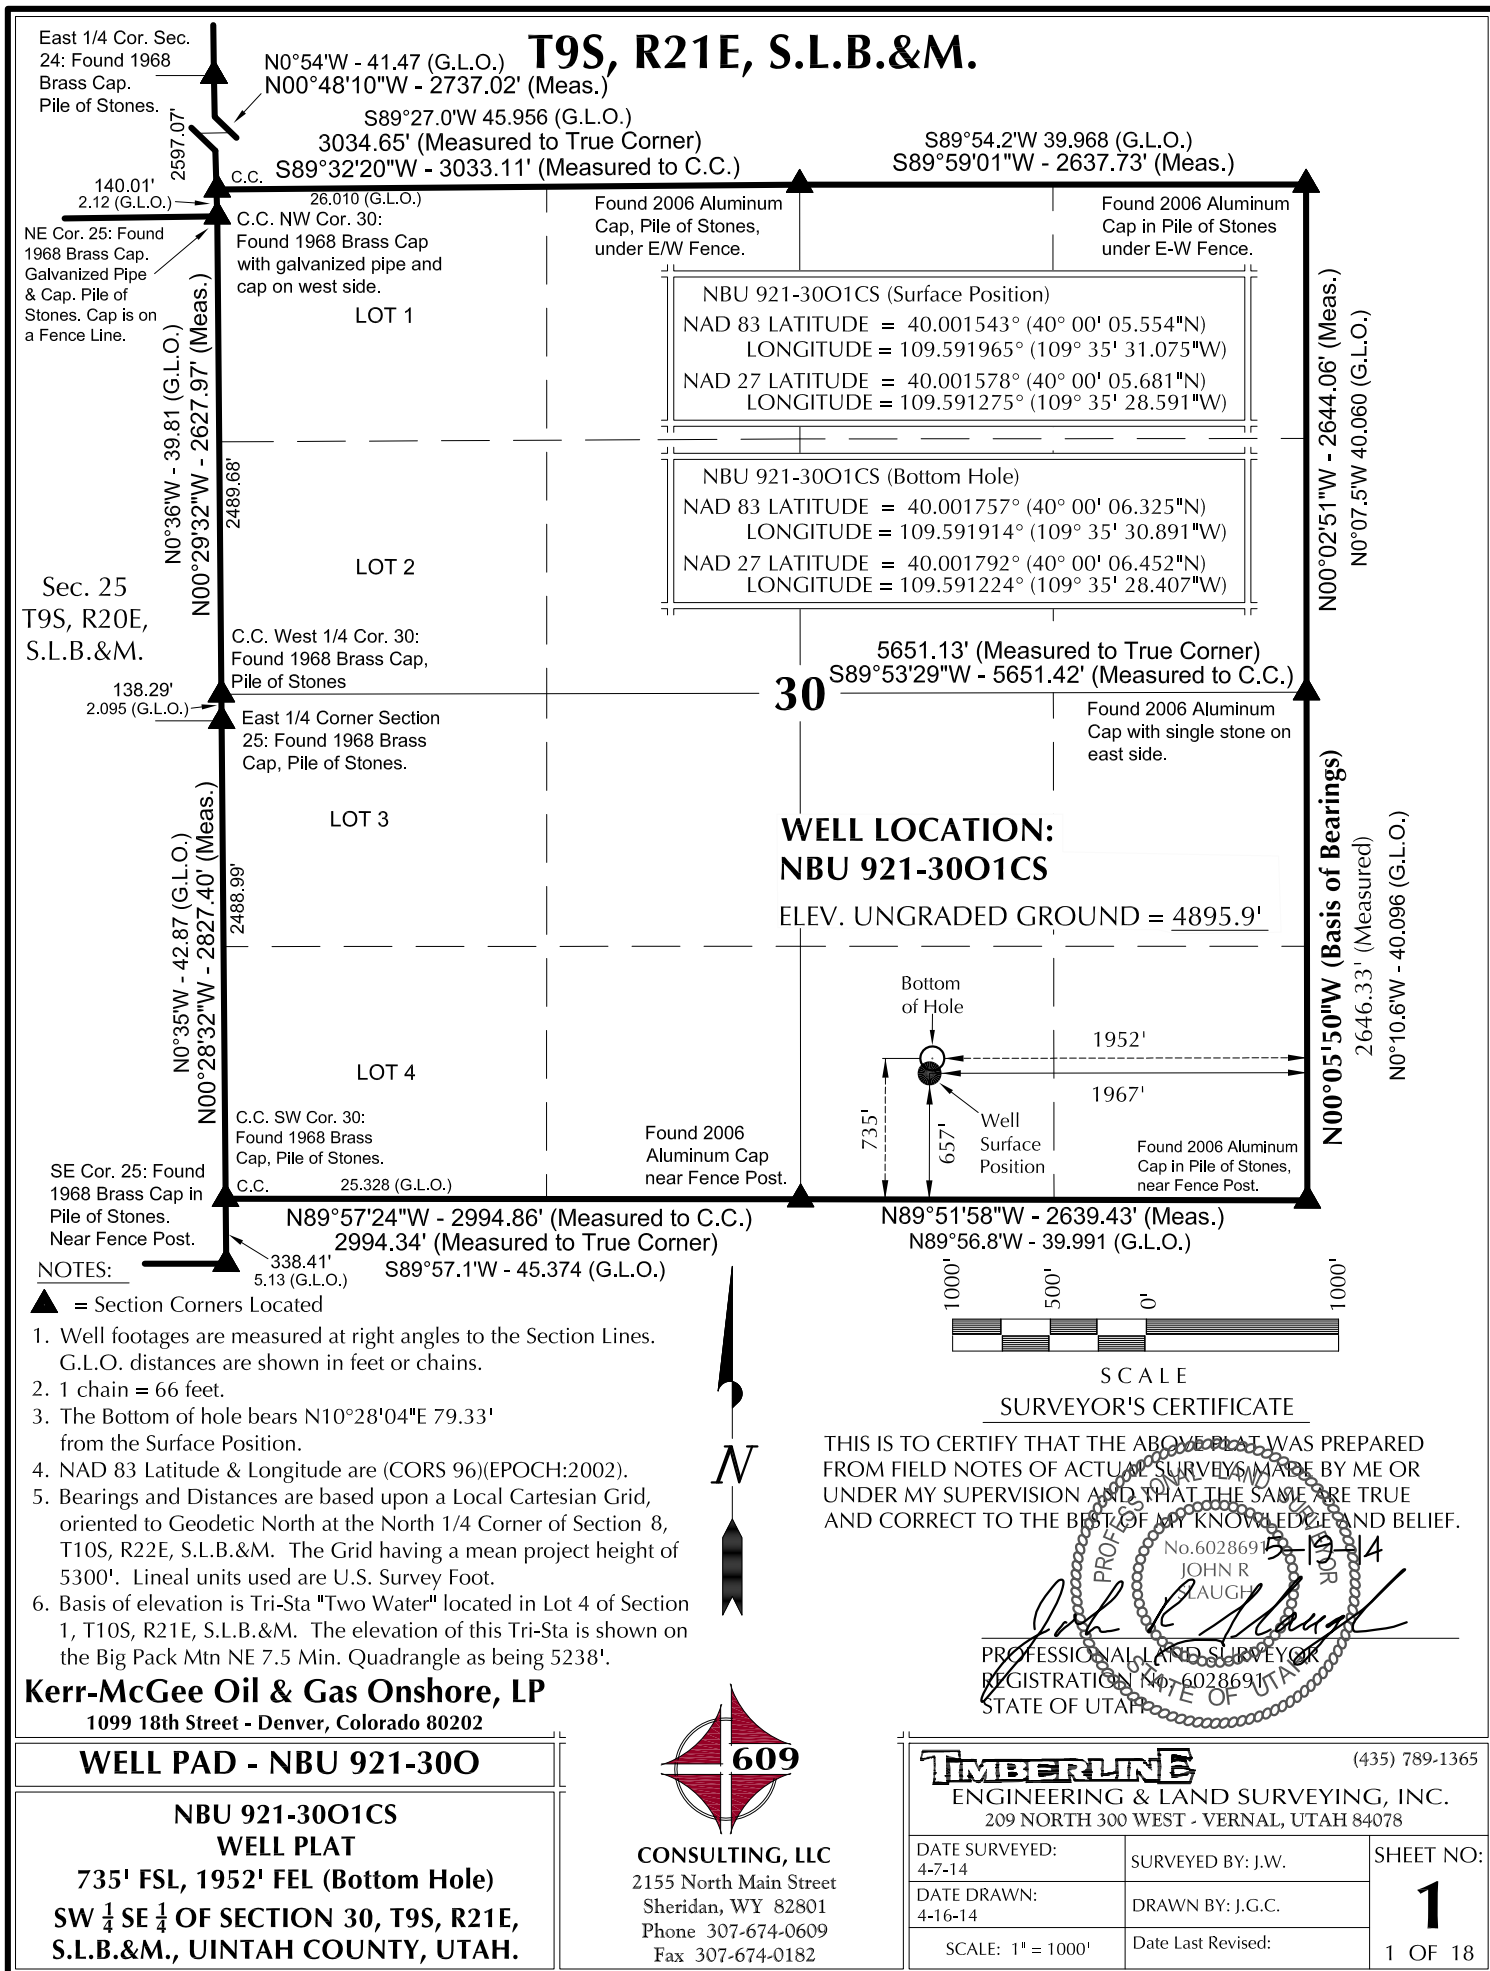 T9S, R21E, S.L.B.&M.
East 1/4 Cor. Sec.
24: Found 1968
Brass Cap.
Pile of Stones.
N0°54'W - 41.47 (G.L.O.)
N00°48'10"W - 2737.02' (Meas.)
2597.07'
S89°27.0'W 45.956 (G.L.O.)
3034.65' (Measured to True Corner)
S89°32'20"W - 3033.11' (Measured to C.C.)
S89°54.2'W 39.968 (G.L.O.)
S89°59'01"W - 2637.73' (Meas.)
140.01'
2.12 (G.L.O.)
C.C.
26.010 (G.L.O.)
NE Cor. 25: Found
1968 Brass Cap.
Galvanized Pipe
& Cap. Pile of
Stones. Cap is on
a Fence Line.
C.C. NW Cor. 30:
Found 1968 Brass Cap
with galvanized pipe and
cap on west side.
Found 2006 Aluminum
Cap, Pile of Stones,
under E/W Fence.
Found 2006 Aluminum
Cap in Pile of Stones
under E-W Fence.
LOT 1
NBU 921-30O1CS (Surface Position)
NAD 83 LATITUDE = 40.001543° (40° 00' 05.554"N)
LONGITUDE = 109.591965° (109° 35' 31.075"W)
NAD 27 LATITUDE = 40.001578° (40° 00' 05.681"N)
LONGITUDE = 109.591275° (109° 35' 28.591"W)
N0°36'W - 39.81 (G.L.O.)
N00°29'32"W - 2627.97' (Meas.)
2489.68'
N00°02'51"W - 2644.06' (Meas.)
N0°07.5'W 40.060 (G.L.O.)
NBU 921-30O1CS (Bottom Hole)
NAD 83 LATITUDE = 40.001757° (40° 00' 06.325"N)
LONGITUDE = 109.591914° (109° 35' 30.891"W)
NAD 27 LATITUDE = 40.001792° (40° 00' 06.452"N)
LONGITUDE = 109.591224° (109° 35' 28.407"W)
LOT 2
Sec. 25
T9S, R20E,
S.L.B.&M.
C.C. West 1/4 Cor. 30:
Found 1968 Brass Cap,
Pile of Stones
138.29'
2.095 (G.L.O.)
30
5651.13' (Measured to True Corner)
S89°53'29"W - 5651.42' (Measured to C.C.)
East 1/4 Corner Section
25: Found 1968 Brass
Cap, Pile of Stones.
Found 2006 Aluminum
Cap with single stone on
east side.
LOT 3
WELL LOCATION:
NBU 921-30O1CS
ELEV. UNGRADED GROUND = 4895.9'
N0°35'W - 42.87 (G.L.O.)
N00°28'32"W - 2827.40' (Meas.)
2488.99'
N00°05'50"W (Basis of Bearings)
2646.33' (Measured)
N0°10.6'W - 40.096 (G.L.O.)
Bottom
of Hole
1952'
1967'
735'
657'
Well
Surface
Position
LOT 4
C.C. SW Cor. 30:
Found 1968 Brass
Cap, Pile of Stones.
Found 2006
Aluminum Cap
near Fence Post.
Found 2006 Aluminum
Cap in Pile of Stones,
near Fence Post.
SE Cor. 25: Found
1968 Brass Cap in
Pile of Stones.
Near Fence Post.
C.C.
25.328 (G.L.O.)
N89°57'24"W - 2994.86' (Measured to C.C.)
2994.34' (Measured to True Corner)
S89°57.1'W - 45.374 (G.L.O.)
N89°51'58"W - 2639.43' (Meas.)
N89°56.8'W - 39.991 (G.L.O.)
338.41'
5.13 (G.L.O.)
NOTES:
= Section Corners Located
1. Well footages are measured at right angles to the Section Lines.
G.L.O. distances are shown in feet or chains.
2. 1 chain = 66 feet.
3. The Bottom of hole bears N10°28'04"E 79.33'
from the Surface Position.
4. NAD 83 Latitude & Longitude are (CORS 96)(EPOCH:2002).
5. Bearings and Distances are based upon a Local Cartesian Grid,
oriented to Geodetic North at the North 1/4 Corner of Section 8,
T10S, R22E, S.L.B.&M. The Grid having a mean project height of
5300'. Lineal units used are U.S. Survey Foot.
6. Basis of elevation is Tri-Sta "Two Water" located in Lot 4 of Section
1, T10S, R21E, S.L.B.&M. The elevation of this Tri-Sta is shown on
the Big Pack Mtn NE 7.5 Min. Quadrangle as being 5238'.
N
1000' 500' 0' 1000'
SCALE
SURVEYOR'S CERTIFICATE
THIS IS TO CERTIFY THAT THE ABOVE PLAT WAS PREPARED
FROM FIELD NOTES OF ACTUAL SURVEYS MADE BY ME OR
UNDER MY SUPERVISION AND THAT THE SAME ARE TRUE
AND CORRECT TO THE BEST OF MY KNOWLEDGE AND BELIEF.
PROFESSIONAL LAND SURVEYOR
No.6028691
JOHN R
SLAUGH
STATE OF UTAH
5-19-14
John R Slaugh
PROFESSIONAL LAND SURVEYOR
REGISTRATION No. 6028691
STATE OF UTAH
Kerr-McGee Oil & Gas Onshore, LP
1099 18th Street - Denver, Colorado 80202
WELL PAD - NBU 921-30O
NBU 921-30O1CS
WELL PLAT
735' FSL, 1952' FEL (Bottom Hole)
SW 1/4 SE 1/4 OF SECTION 30, T9S, R21E,
S.L.B.&M., UINTAH COUNTY, UTAH.
609
CONSULTING, LLC
2155 North Main Street
Sheridan, WY 82801
Phone 307-674-0609
Fax 307-674-0182
TIMBERLINE
(435) 789-1365
ENGINEERING & LAND SURVEYING, INC.
209 NORTH 300 WEST - VERNAL, UTAH 84078
DATE SURVEYED:
4-7-14
SURVEYED BY: J.W.
DATE DRAWN:
4-16-14
DRAWN BY: J.G.C.
SCALE: 1" = 1000'
Date Last Revised:
SHEET NO:
1
1 OF 18